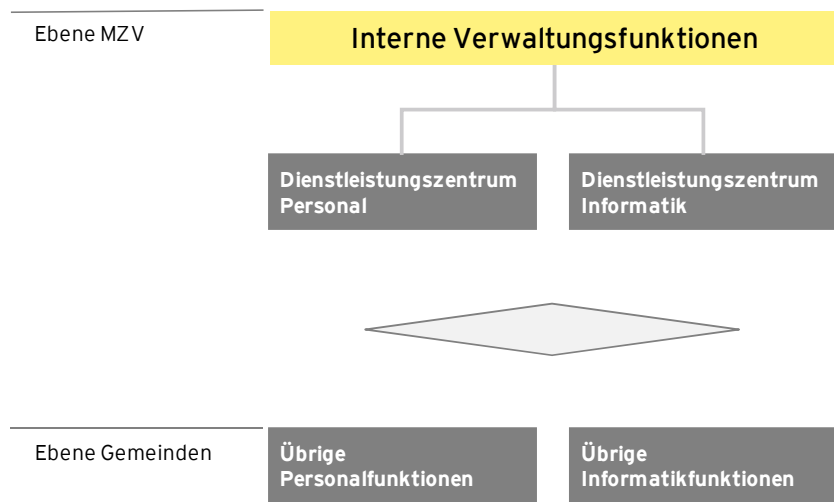 Ebene MZV
Interne Verwaltungsfunktionen
Dienstleistungszentrum
Personal
Dienstleistungszentrum
Informatik
Ebene Gemeinden
Übrige
Personalfunktionen
Übrige
Informatikfunktionen